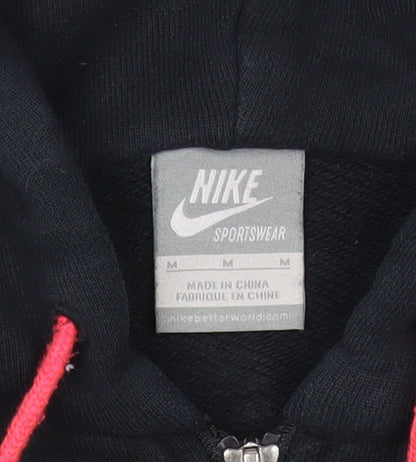 NIKE
SPORTSWEAR
M M M
MADE IN CHINA
FABRIQUE EN CHINE
nikebetterworld.com